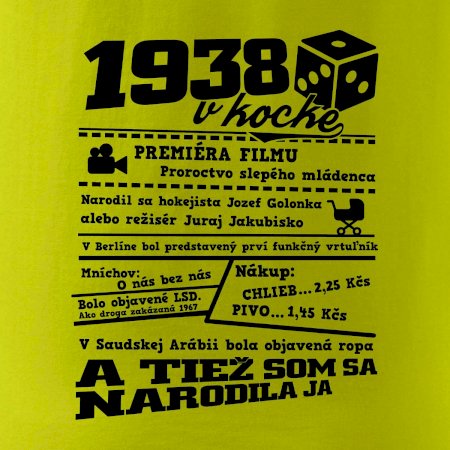 1938
v kocke
PREMIÉRA FILMU
Proroctvo slepého mládenca
Narodil sa hokejista Jozef Golonka
alebo režisér Juraj Jakubisko
V Berlíne bol predstavený prví funkčný vrtuľník
Mníchov:
O nás bez nás
Bolo objavené LSD.
Ako droga zakázaná 1967
Nákup:
CHLIEB... 2,25 Kčs
PIVO... 1,45 Kčs
V Saudskej Arábii bola objavená ropa
A TIEŽ SOM SA
NARODILA JA